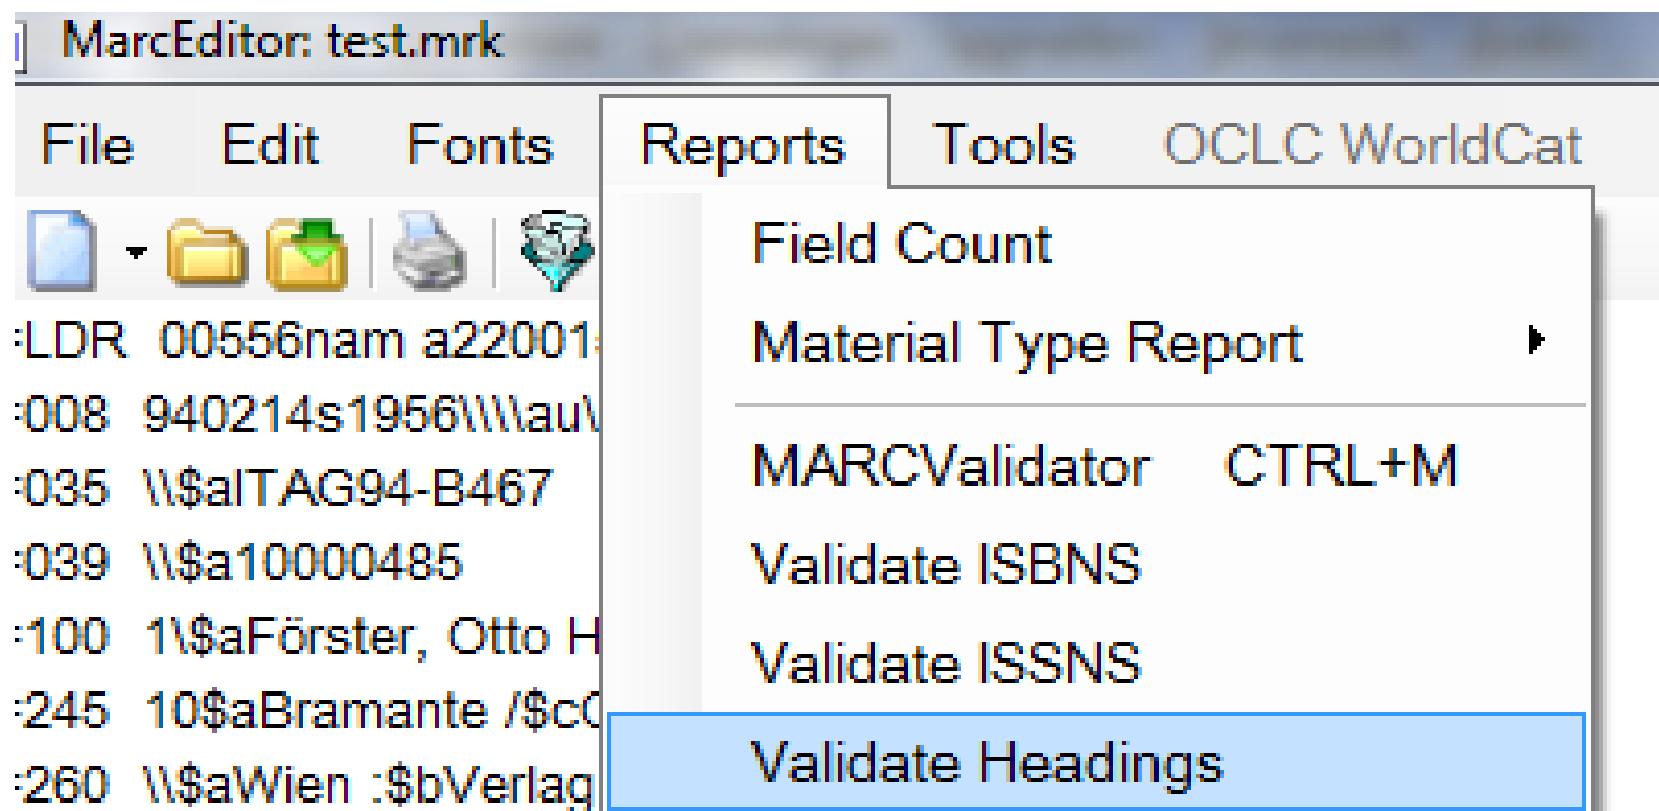 MarcEditor: test.mrk
File Edit Fonts Reports Tools OCLC WorldCat
Field Count
Material Type Report
MARCValidator CTRL+M
Validate ISBNS
Validate ISSNS
Validate Headings
=LDR 00556nam a22001
=008 940214s1956\\\\au\
=035 \\$aITAG94-B467
=039 \\$a10000485
=100 1\$aFörster, Otto H
=245 10$aBramante /$c
=260 \\$aWien :$bVerlag